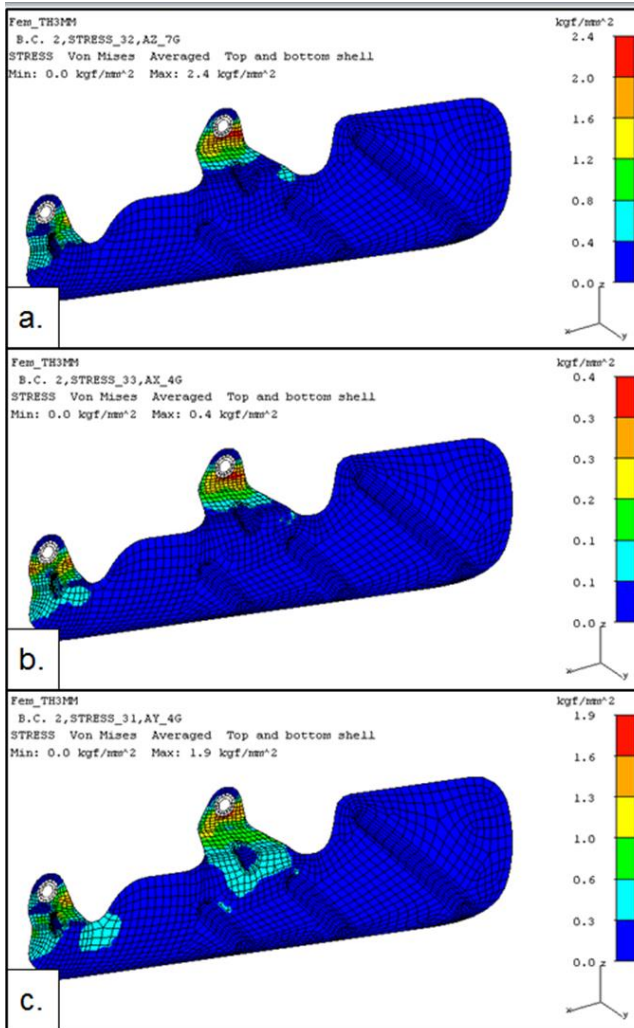 Fem_TH3MM
B.C. 2,STRESS_32,AZ_7G
STRESS Von Mises Averaged Top and bottom shell
Min: 0.0 kgf/mm^2 Max: 2.4 kgf/mm^2
kgf/mm^2
2.4
2.0
1.6
1.2
0.8
0.4
0.0
z
x
y
a.
Fem_TH3MM
B.C. 2,STRESS_33,AX_4G
STRESS Von Mises Averaged Top and bottom shell
Min: 0.0 kgf/mm^2 Max: 0.4 kgf/mm^2
kgf/mm^2
0.4
0.3
0.3
0.2
0.1
0.1
0.0
z
x
y
b.
Fem_TH3MM
B.C. 2,STRESS_31,AY_4G
STRESS Von Mises Averaged Top and bottom shell
Min: 0.0 kgf/mm^2 Max: 1.9 kgf/mm^2
kgf/mm^2
1.9
1.6
1.3
1.0
0.6
0.3
0.0
z
x
y
c.